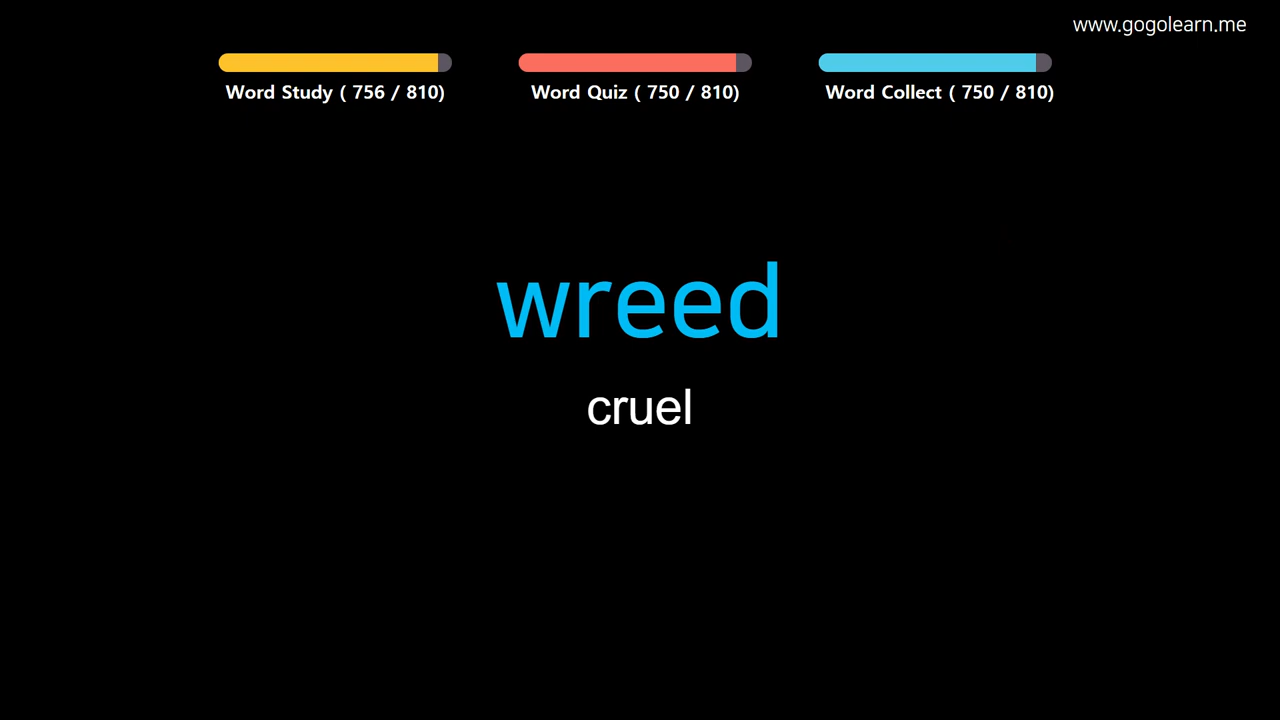 www.gogolearn.me
Word Study ( 756 / 810)
Word Quiz ( 750 / 810)
Word Collect ( 750 / 810)
wreed
cruel